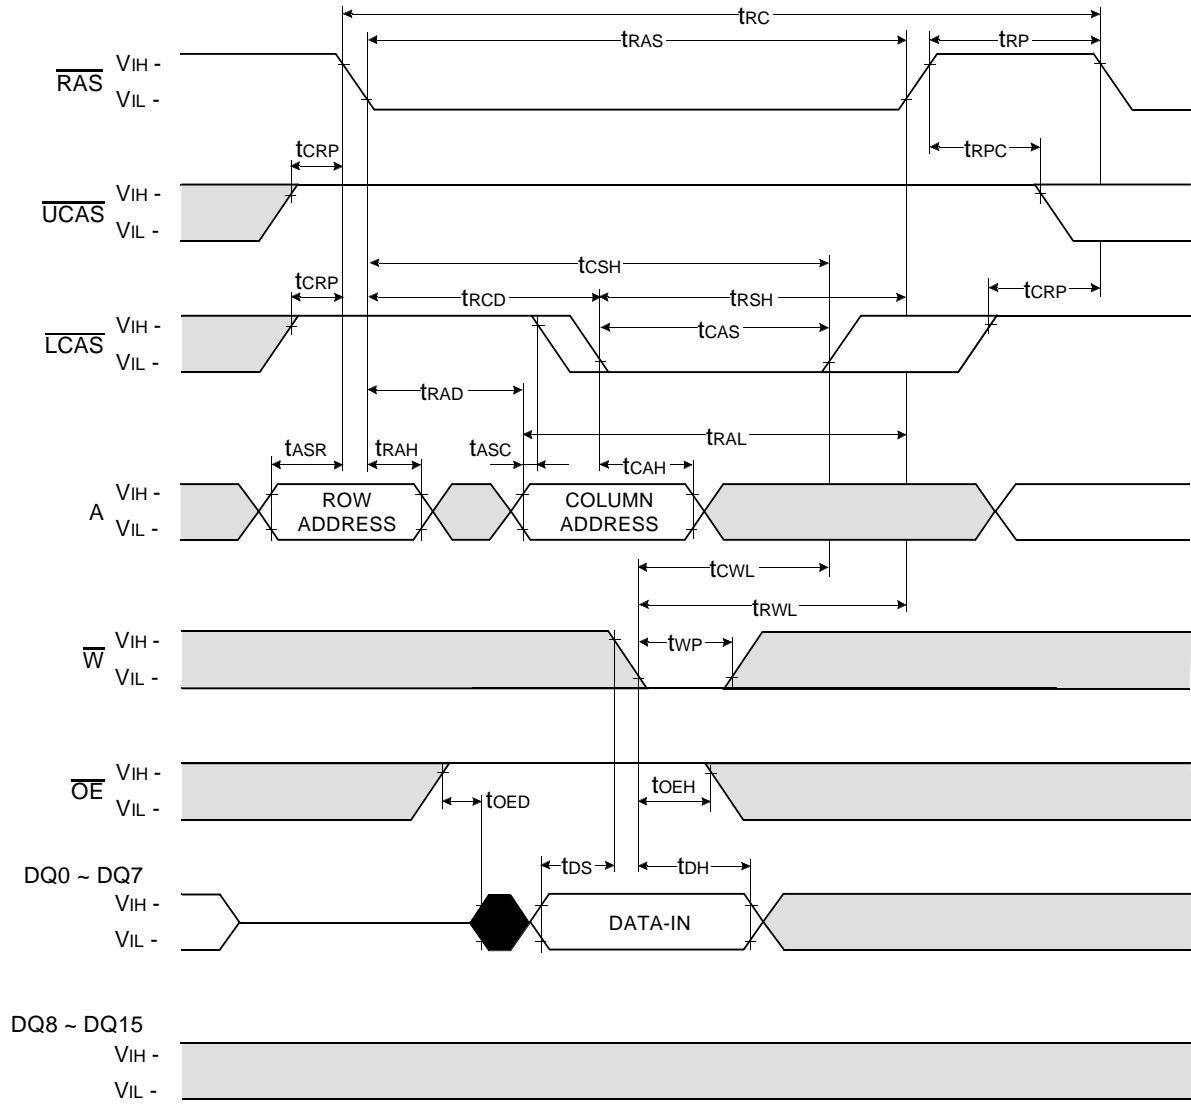 tRC
tRAS
tRP
RAS
VIH -
VIL -
tCRP
tRPC
UCAS
VIH -
VIL -
tCSH
tCRP
tRCD
tRSH
tCRP
LCAS
VIH -
VIL -
tCAS
tRAD
tRAL
tASR
tRAH
tASC
tCAH
A
VIH -
VIL -
ROW
ADDRESS
COLUMN
ADDRESS
tCWL
tRWL
W
VIH -
VIL -
tWP
OE
VIH -
VIL -
tOED
tOEH
tDS
tDH
DQ0 ~ DQ7
VIH -
VIL -
DATA-IN
DQ8 ~ DQ15
VIH -
VIL -